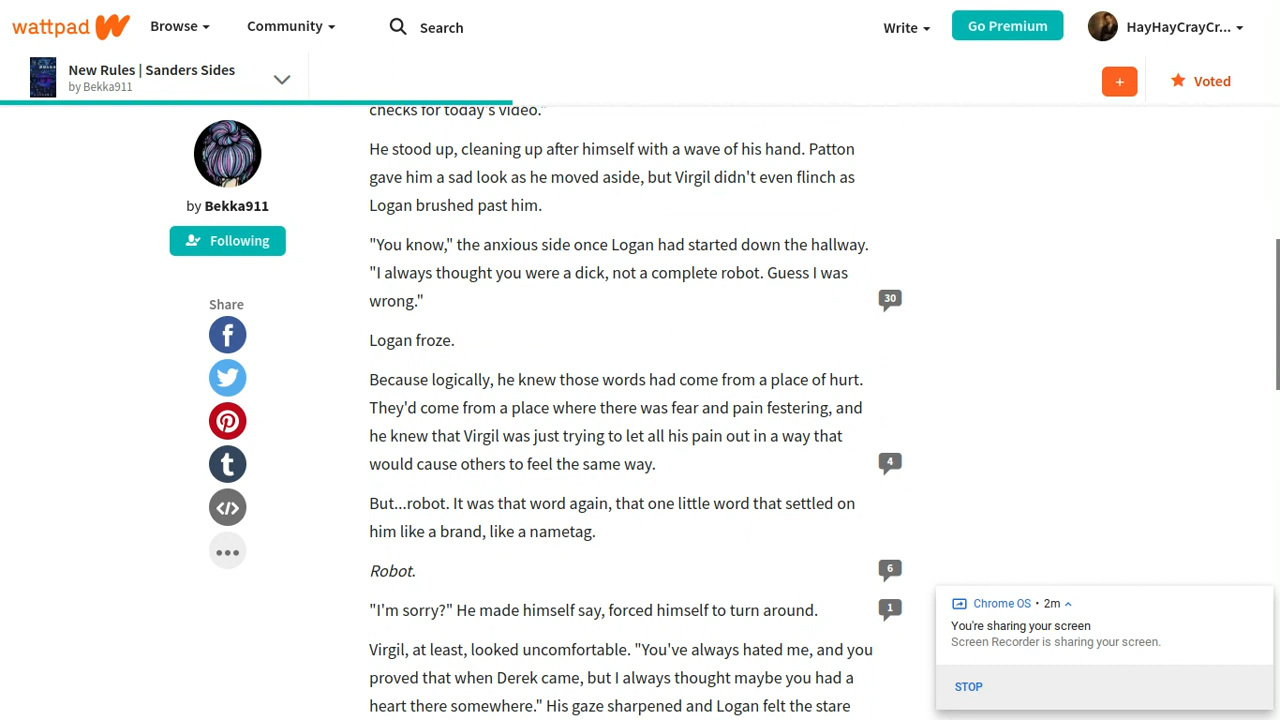 wattpad
Browse
Community
Search
Write
Go Premium
HayHayCrayCr...
New Rules | Sanders Sides
by Bekka911
+
Voted
checks for today's video."
He stood up, cleaning up after himself with a wave of his hand. Patton
gave him a sad look as he moved aside, but Virgil didn't even flinch as
Logan brushed past him.
by Bekka911
Following
"You know," the anxious side once Logan had started down the hallway.
"I always thought you were a dick, not a complete robot. Guess I was
wrong."
30
Share
Logan froze.
Because logically, he knew those words had come from a place of hurt.
They'd come from a place where there was fear and pain festering, and
he knew that Virgil was just trying to let all his pain out in a way that
would cause others to feel the same way.
4
But...robot. It was that word again, that one little word that settled on
him like a brand, like a nametag.
Robot.
6
"I'm sorry?" He made himself say, forced himself to turn around.
1
Virgil, at least, looked uncomfortable. "You've always hated me, and you
proved that when Derek came, but I always thought maybe you had a
heart there somewhere." His gaze sharpened and Logan felt the stare
Chrome OS • 2m
You're sharing your screen
Screen Recorder is sharing your screen.
STOP